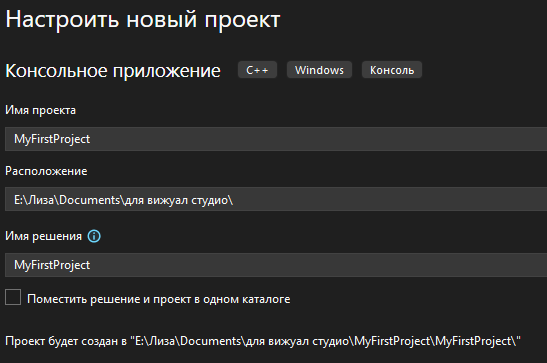 Настроить новый проект
Консольное приложение C++ Windows Консоль
Имя проекта
MyFirstProject
Расположение
E:\Лиза\Documents\для вижуал студио\
Имя решения
MyFirstProject
Поместить решение и проект в одном каталоге
Проект будет создан в "E:\Лиза\Documents\для вижуал студио\MyFirstProject\MyFirstProject\"